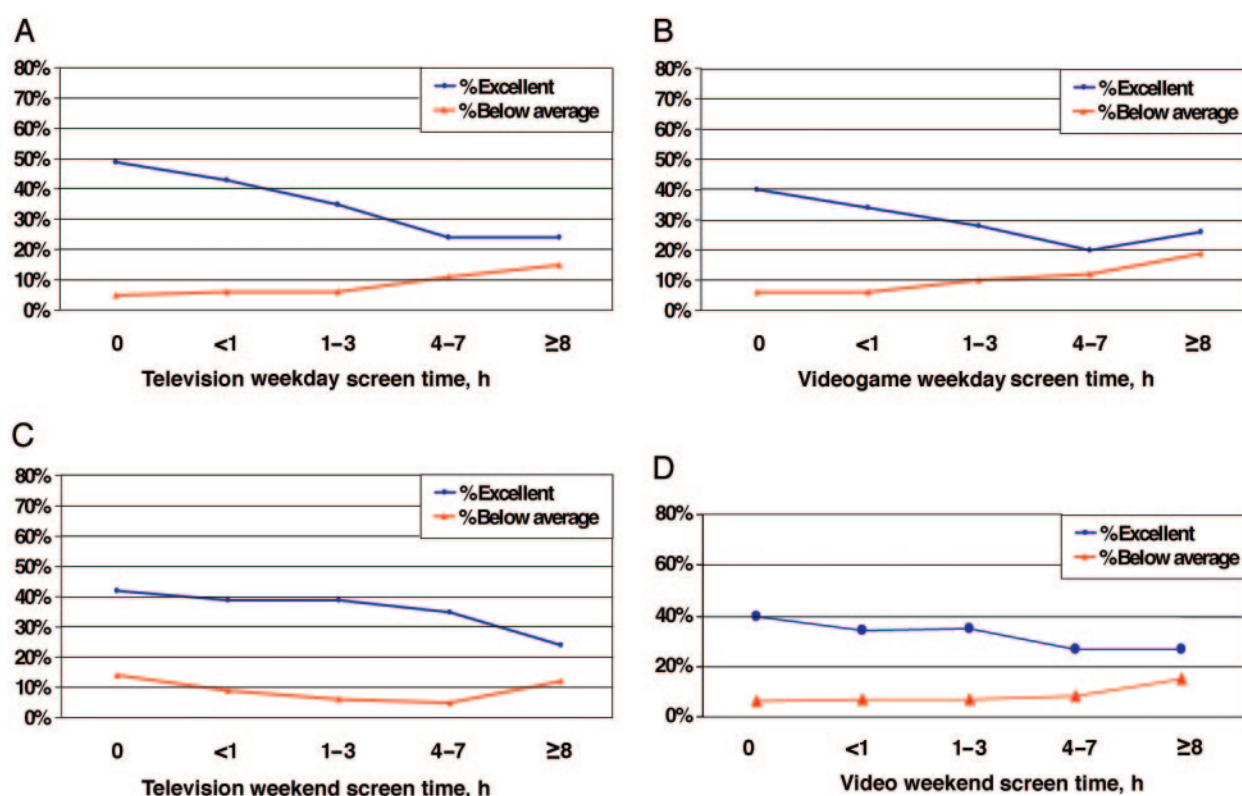 A
80%
70%
60%
50%
40%
30%
20%
10%
0%
%Excellent
%Below average
0 <1 1–3 4–7 ≥8
Television weekday screen time, h
B
80%
70%
60%
50%
40%
30%
20%
10%
0%
%Excellent
%Below average
0 <1 1–3 4–7 ≥8
Videogame weekday screen time, h
C
80%
70%
60%
50%
40%
30%
20%
10%
0%
%Excellent
%Below average
0 <1 1–3 4–7 ≥8
Television weekend screen time, h
D
80%
60%
40%
20%
0%
%Excellent
%Below average
0 <1 1–3 4–7 ≥8
Video weekend screen time, h